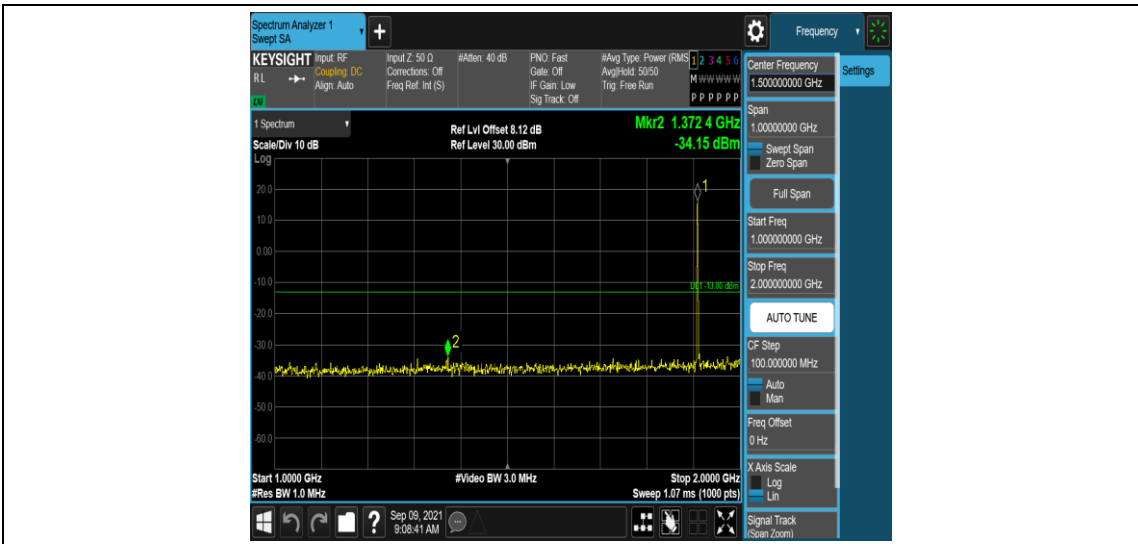 Spectrum Analyzer 1
Swept SA
+
Frequency
KEYSIGHT
RL
LXI
Input: RF
Coupling: DC
Align: Auto
Input Z: 50 Ω
Corrections: Off
Freq Ref: Int (S)
#Atten: 40 dB
PNO: Fast
Gate: Off
IF Gain: Low
Sig Track: Off
#Avg Type: Power (RMS
Avg|Hold: 50/50
Trig: Free Run
1 2 3 4 5 6
M W W W W W
P P P P P P
1 Spectrum
Scale/Div 10 dB
Log
Ref Lvl Offset 8.12 dB
Ref Level 30.00 dBm
Mkr2 1.372 4 GHz
-34.15 dBm
20.0
10.0
0.00
-10.0
-20.0
-30.0
-40.0
-50.0
-60.0
1
DL1 -13.00 dBm
2
Start 1.0000 GHz
#Res BW 1.0 MHz
#Video BW 3.0 MHz
Stop 2.0000 GHz
Sweep 1.07 ms (1000 pts)
?
Sep 09, 2021
9:08:41 AM
Center Frequency
1.500000000 GHz
Settings
Span
1.00000000 GHz
Swept Span
Zero Span
Full Span
Start Freq
1.000000000 GHz
Stop Freq
2.000000000 GHz
AUTO TUNE
CF Step
100.000000 MHz
Auto
Man
Freq Offset
0 Hz
X Axis Scale
Log
Lin
Signal Track
(Span Zoom)